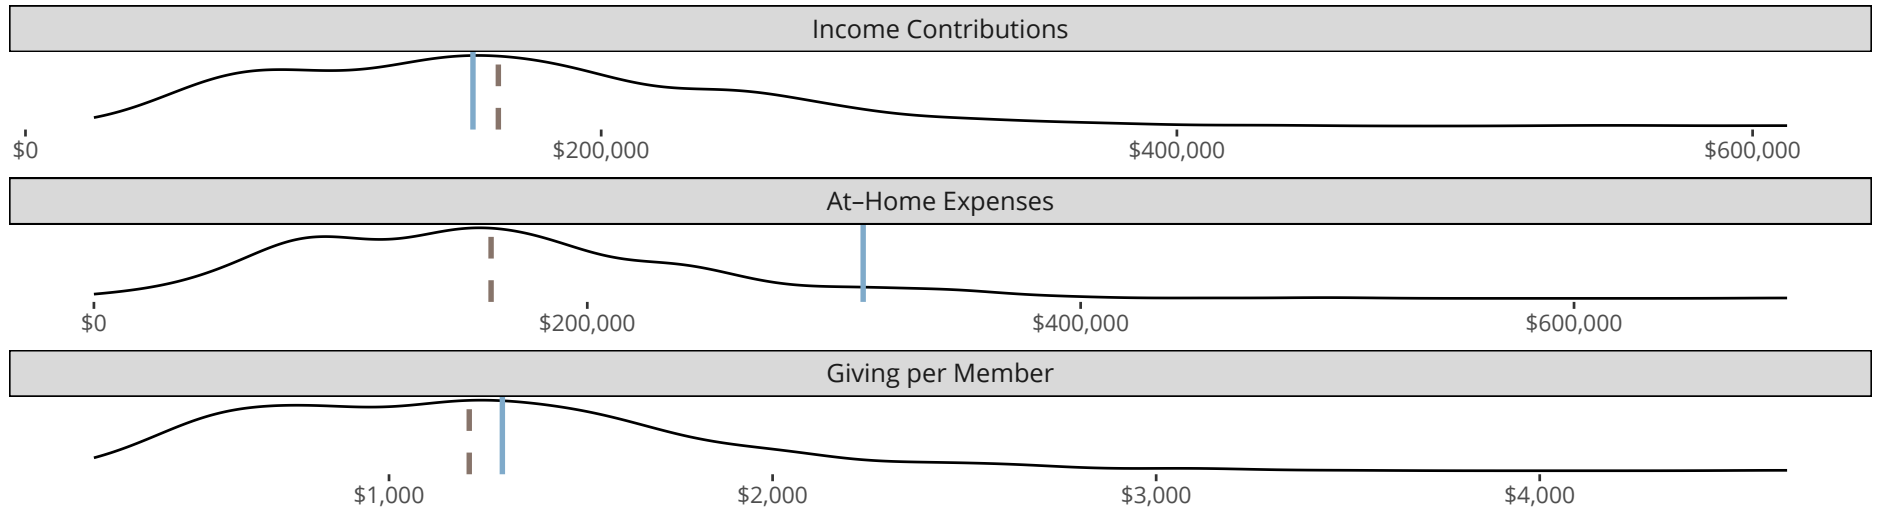 Income Contributions
$0 $200,000 $400,000 $600,000
At–Home Expenses
$0 $200,000 $400,000 $600,000
Giving per Member
$1,000 $2,000 $3,000 $4,000